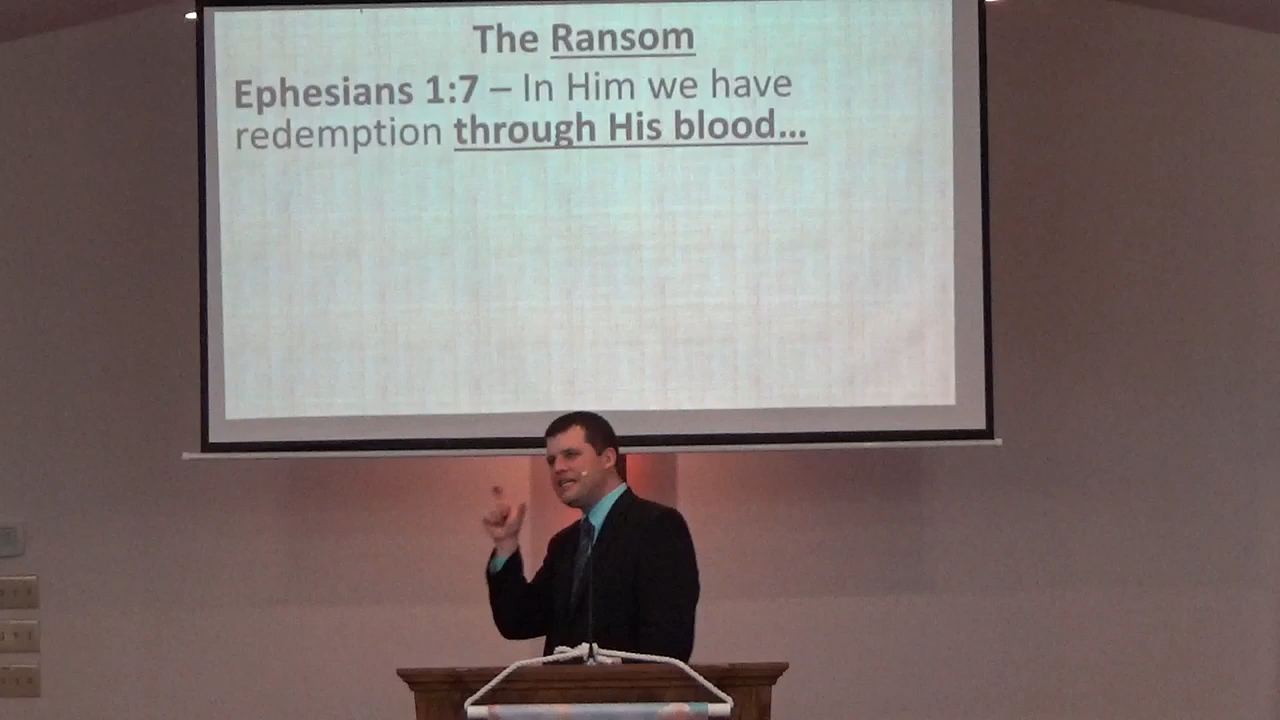 The Ransom
Ephesians 1:7 – In Him we have
redemption through His blood...